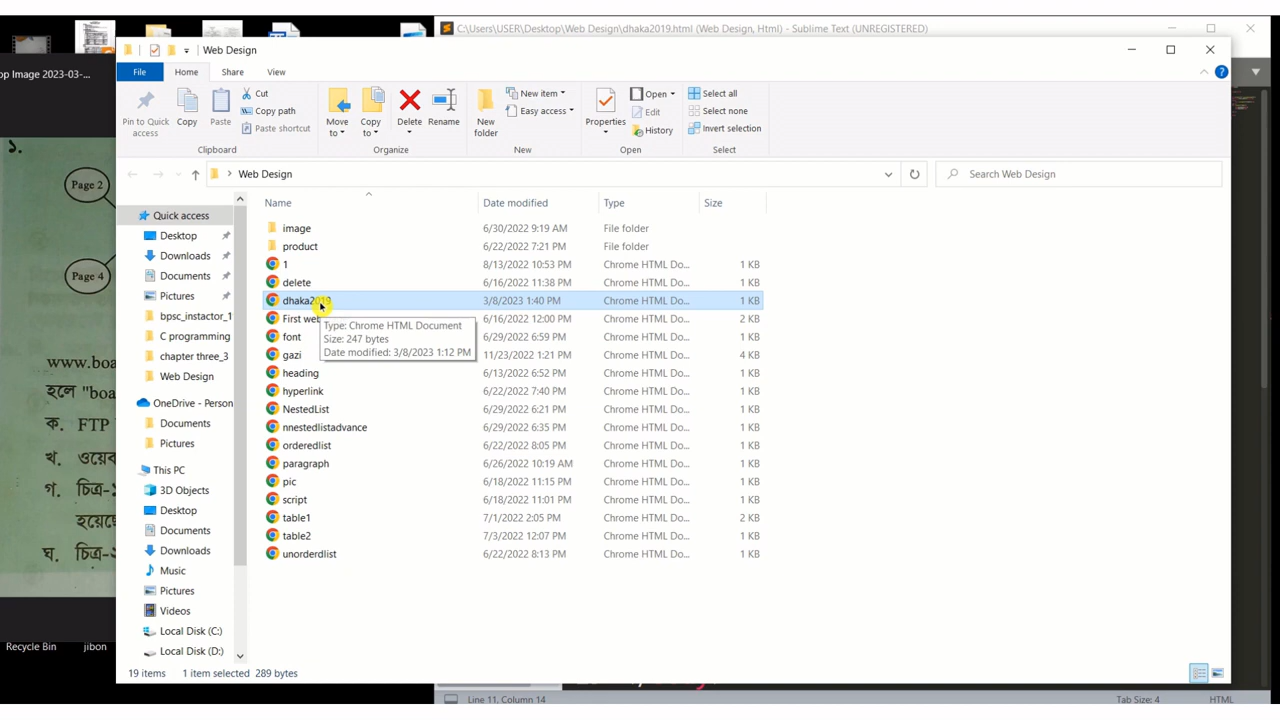 C:\Users\USER\Desktop\Web Design\dhaka2019.html (Web Design, Html) - Sublime Text (UNREGISTERED)
Web Design
op Image 2023-03-...
File Home Share View
Pin to Quick access
Copy
Paste
Cut
Copy path
Paste shortcut
Move to
Copy to
Delete
Rename
New folder
New item
Easy access
Properties
Open
Edit
History
Select all
Select none
Invert selection
Clipboard Organize New Open Select
Web Design
Search Web Design
১.
Page 2
Page 4
www.boa
হলে "boa
ক. FTP
খ. ওয়েব
গ. চিত্র-১
হয়েছে
ঘ. চিত্র-১
Recycle Bin jibon
Quick access
Desktop
Downloads
Documents
Pictures
bpsc_instactor_1
C programming
chapter three_3
Web Design
OneDrive - Person
Documents
Pictures
This PC
3D Objects
Desktop
Documents
Downloads
Music
Pictures
Videos
Local Disk (C:)
Local Disk (D:)
Name Date modified Type Size
image 6/30/2022 9:19 AM File folder
product 6/22/2022 7:21 PM File folder
1 8/13/2022 10:53 PM Chrome HTML Do... 1 KB
delete 6/16/2022 11:38 PM Chrome HTML Do... 1 KB
dhaka2019 3/8/2023 1:40 PM Chrome HTML Do... 1 KB
First web 6/16/2022 12:00 PM Chrome HTML Do... 2 KB
font 6/29/2022 6:59 PM Chrome HTML Do... 1 KB
gazi 11/23/2022 1:21 PM Chrome HTML Do... 4 KB
heading 6/13/2022 6:52 PM Chrome HTML Do... 1 KB
hyperlink 6/22/2022 7:40 PM Chrome HTML Do... 1 KB
NestedList 6/29/2022 6:21 PM Chrome HTML Do... 1 KB
nnestedlistadvance 6/29/2022 6:35 PM Chrome HTML Do... 1 KB
orderedlist 6/22/2022 8:05 PM Chrome HTML Do... 1 KB
paragraph 6/26/2022 10:19 AM Chrome HTML Do... 1 KB
pic 6/18/2022 11:15 PM Chrome HTML Do... 1 KB
script 6/18/2022 11:01 PM Chrome HTML Do... 1 KB
table1 7/1/2022 2:05 PM Chrome HTML Do... 2 KB
table2 7/3/2022 12:07 PM Chrome HTML Do... 1 KB
unorderdlist 6/22/2022 8:13 PM Chrome HTML Do... 1 KB
Type: Chrome HTML Document
Size: 247 bytes
Date modified: 3/8/2023 1:12 PM
19 items 1 item selected 289 bytes
Line 11, Column 14 Tab Size: 4 HTML